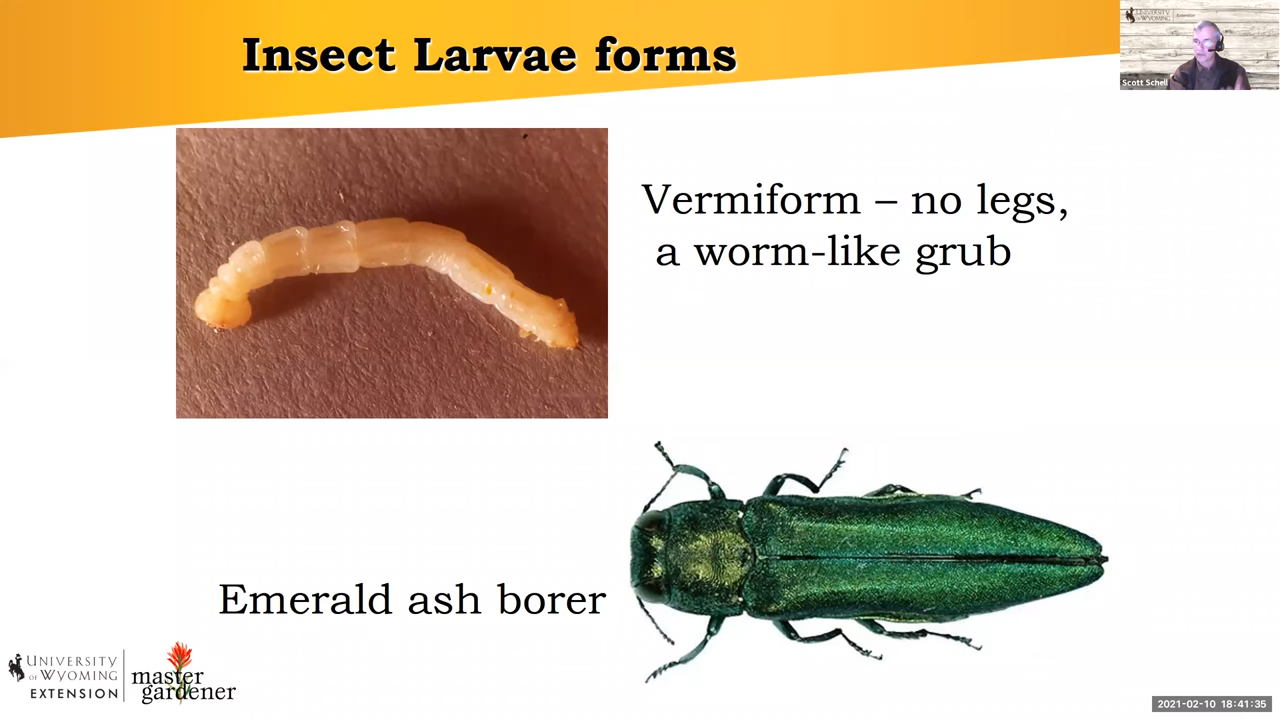 Insect Larvae forms
Scott Schell
Vermiform – no legs,
a worm-like grub
Emerald ash borer
UNIVERSITY
OF WYOMING
EXTENSION
master
gardener
2021-02-10 18:41:35